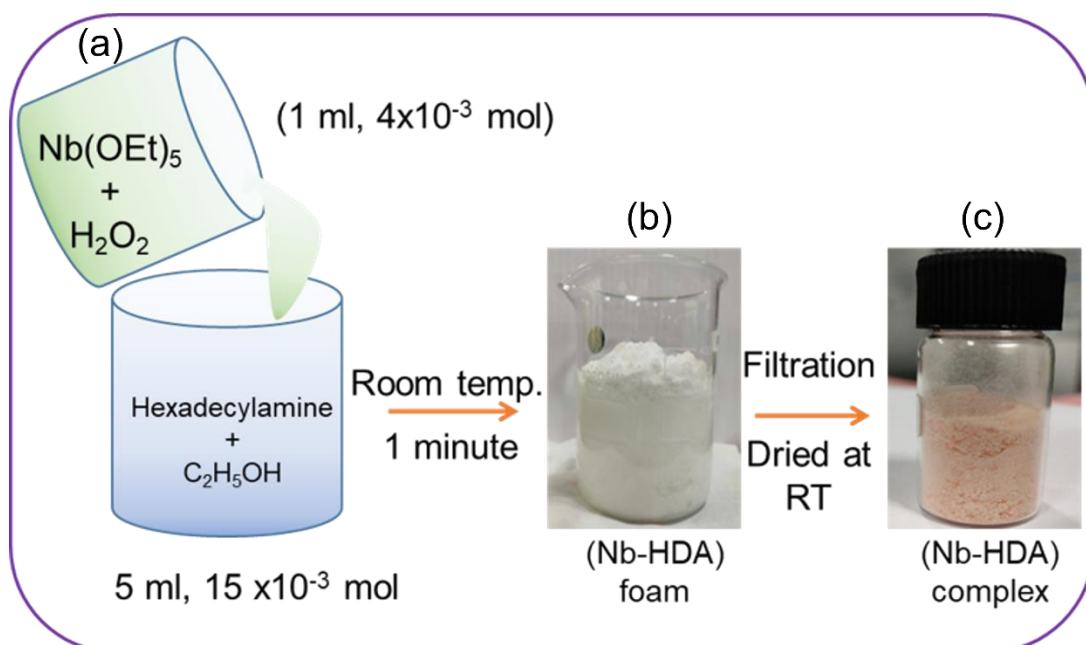 (a)
Nb(OEt)₅
+
H₂O₂
(1 ml, 4x10⁻³ mol)
Hexadecylamine
+
C₂H₅OH
5 ml, 15 x10⁻³ mol
Room temp.
1 minute
(b)
(Nb-HDA)
foam
Filtration
Dried at
RT
(c)
(Nb-HDA)
complex